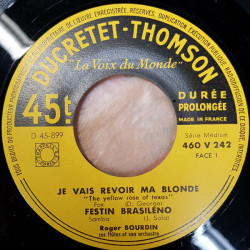 DUCRETET-THOMSON
"La Voix du Monde"
45t.
DURÉE
PROLONGÉE
MADE IN FRANCE
D 45-899
Série Médium
460 V 242
FACE 1
JE VAIS REVOIR MA BLONDE
"The yellow rose of texas"
Fox (D. George)
FESTIN BRASILENO
Samba (J. Sola)
Roger BOURDIN
ses flûtes et son orchestre